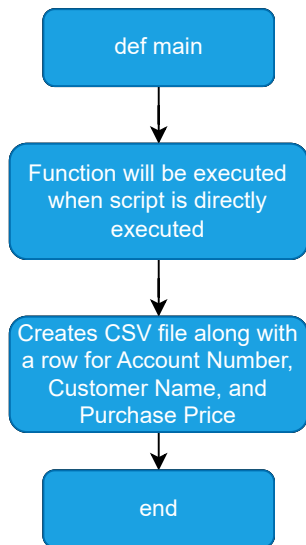 def main
Function will be executed
when script is directly
executed
Creates CSV file along with
a row for Account Number,
Customer Name, and
Purchase Price
end